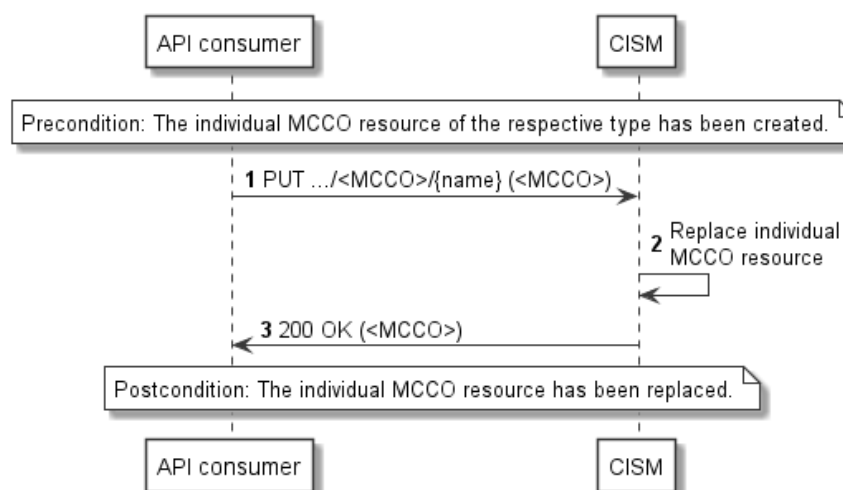 API consumer
CISM
Precondition: The individual MCCO resource of the respective type has been created.
1 PUT .../<MCCO>/{name} (<MCCO>)
2 Replace individual
MCCO resource
3 200 OK (<MCCO>)
Postcondition: The individual MCCO resource has been replaced.
API consumer
CISM